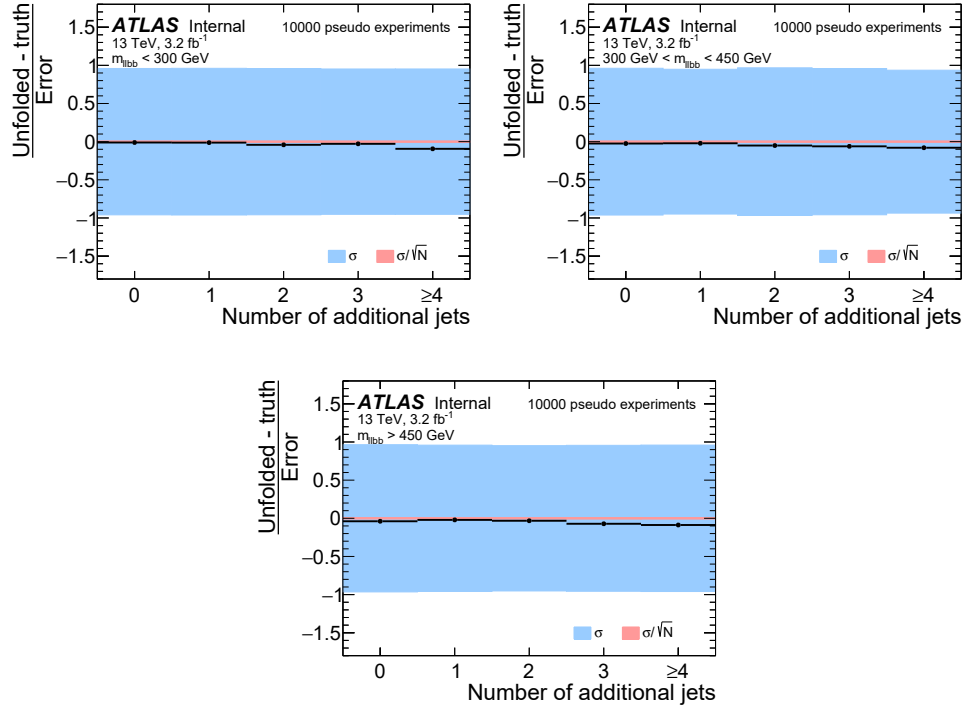 ATLAS Internal 10000 pseudo experiments
13 TeV, 3.2 fb⁻¹
m_llbb < 300 GeV
Unfolded - truth
Error
1.5
1
0.5
0
−0.5
−1
−1.5
σ σ/√N
0 1 2 3 ≥4
Number of additional jets
ATLAS Internal 10000 pseudo experiments
13 TeV, 3.2 fb⁻¹
300 GeV < m_llbb < 450 GeV
Unfolded - truth
Error
1.5
1
0.5
0
−0.5
−1
−1.5
σ σ/√N
0 1 2 3 ≥4
Number of additional jets
ATLAS Internal 10000 pseudo experiments
13 TeV, 3.2 fb⁻¹
m_llbb > 450 GeV
Unfolded - truth
Error
1.5
1
0.5
0
−0.5
−1
−1.5
σ σ/√N
0 1 2 3 ≥4
Number of additional jets